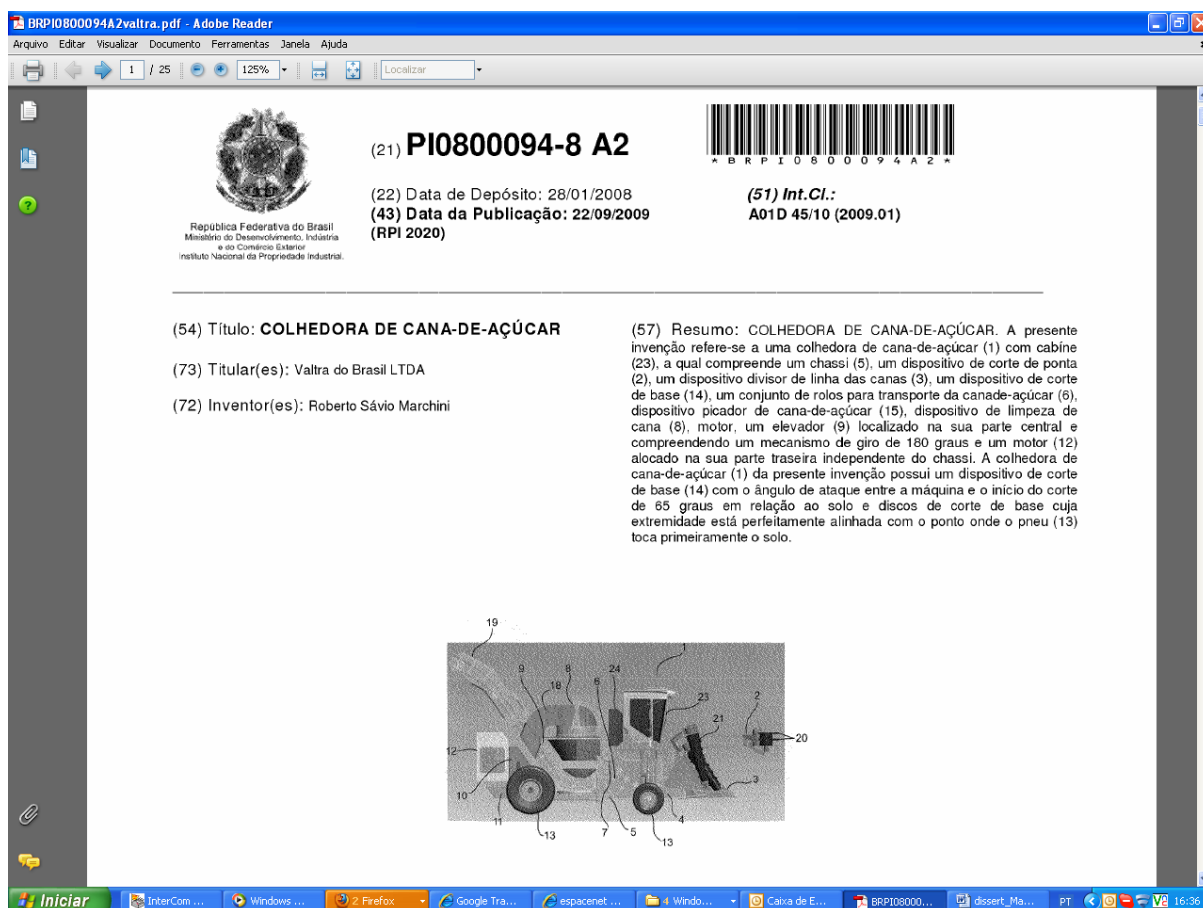 BRPI0800094A2valtra.pdf - Adobe Reader
Arquivo Editar Visualizar Documento Ferramentas Janela Ajuda
1 / 25 125% Localizar
República Federativa do Brasil
Ministério do Desenvolvimento, Indústria
e do Comércio Exterior
Instituto Nacional da Propriedade Industrial.
(21) PI0800094-8 A2
*BRPI0800094A2*
(22) Data de Depósito: 28/01/2008
(43) Data da Publicação: 22/09/2009
(RPI 2020)
(51) Int.Cl.:
A01D 45/10 (2009.01)
(54) Título: COLHEDORA DE CANA-DE-AÇÚCAR
(73) Titular(es): Valtra do Brasil LTDA
(72) Inventor(es): Roberto Sávio Marchini
(57) Resumo: COLHEDORA DE CANA-DE-AÇÚCAR. A presente
invenção refere-se a uma colhedora de cana-de-açúcar (1) com cabíne
(23), a qual compreende um chassi (5), um dispositivo de corte de ponta
(2), um dispositivo divisor de linha das canas (3), um dispositivo de corte
de base (14), um conjunto de rolos para transporte da canade-açúcar (6),
dispositivo picador de cana-de-açúcar (15), dispositivo de limpeza de
cana (8), motor, um elevador (9) localizado na sua parte central e
compreendendo um mecanismo de giro de 180 graus e um motor (12)
alocado na sua parte traseira independente do chassi. A colhedora de
cana-de-açúcar (1) da presente invenção possui um dispositivo de corte
de base (14) com o ângulo de ataque entre a máquina e o início do corte
de 65 graus em relação ao solo e discos de corte de base cuja
extremidade está perfeitamente alinhada com o ponto onde o pneu (13)
toca primeiramente o solo.
19
9 18 8 6 24 1
23 21 2
20
12
10
11
13
7
5
13
4
3
Iniciar InterCom ... Windows ... 2 Firefox Google Tra... espacenet ... 4 Windo... Caixa de E... BRPI08000... dissert_Ma... PT 16:36